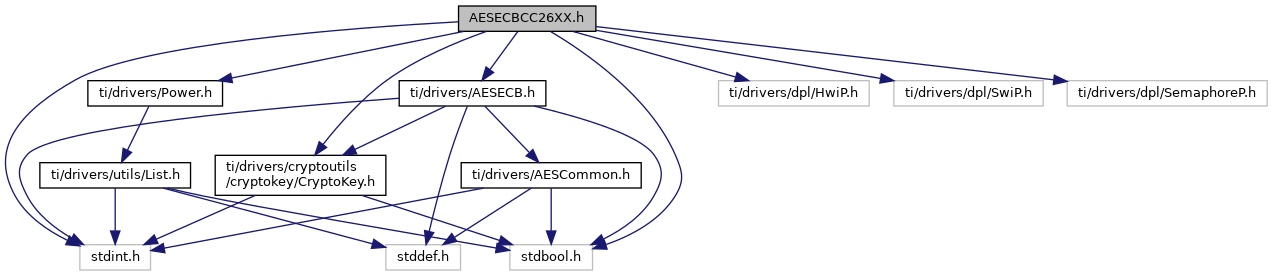 AESECBCC26XX.h
ti/drivers/Power.h
ti/drivers/AESECB.h
ti/drivers/dpl/HwiP.h
ti/drivers/dpl/SwiP.h
ti/drivers/dpl/SemaphoreP.h
ti/drivers/utils/List.h
ti/drivers/cryptoutils
/cryptokey/CryptoKey.h
ti/drivers/AESCommon.h
stdint.h
stddef.h
stdbool.h